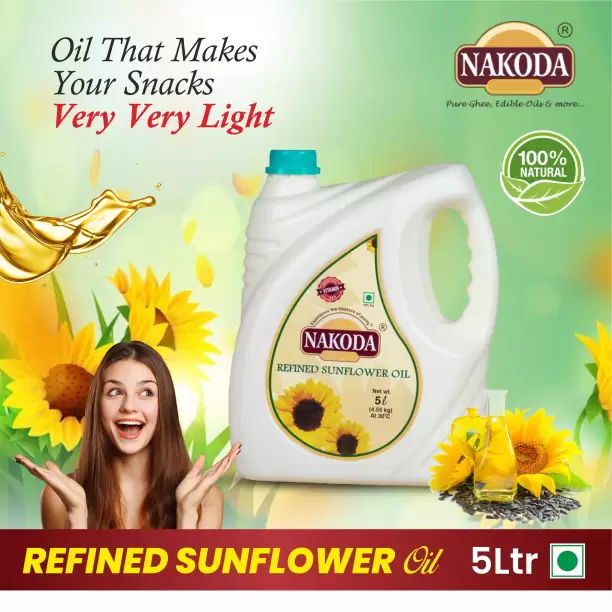 Oil That Makes
Your Snacks
Very Very Light
®
NAKODA
Pure Ghee, Edible Oils & more...
100%
NATURAL
VITAMIN
®
NAKODA
REFINED SUNFLOWER OIL
Net wt.
5ℓ
(4.55 kg)
At 30°C
REFINED SUNFLOWER Oil 5Ltr